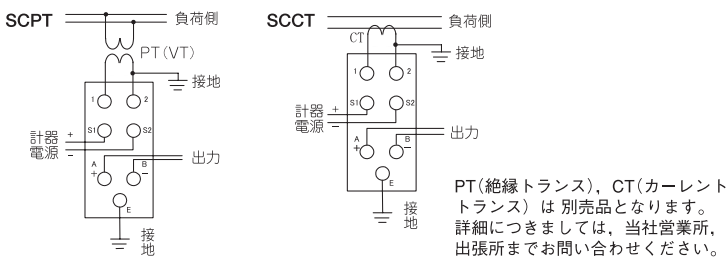 SCPT
負荷側
PT(VT)
接地
1
2
S1
S2
計器 +
電源 −
A
+
B
−
出力
E
接地
SCCT
負荷側
CT
接地
1
2
S1
S2
計器 +
電源 −
A
+
B
−
出力
E
接地
PT(絶縁トランス)，CT(カーレント
トランス）は 別売品となります。
詳細につきましては，当社営業所，
出張所までお問い合わせください。